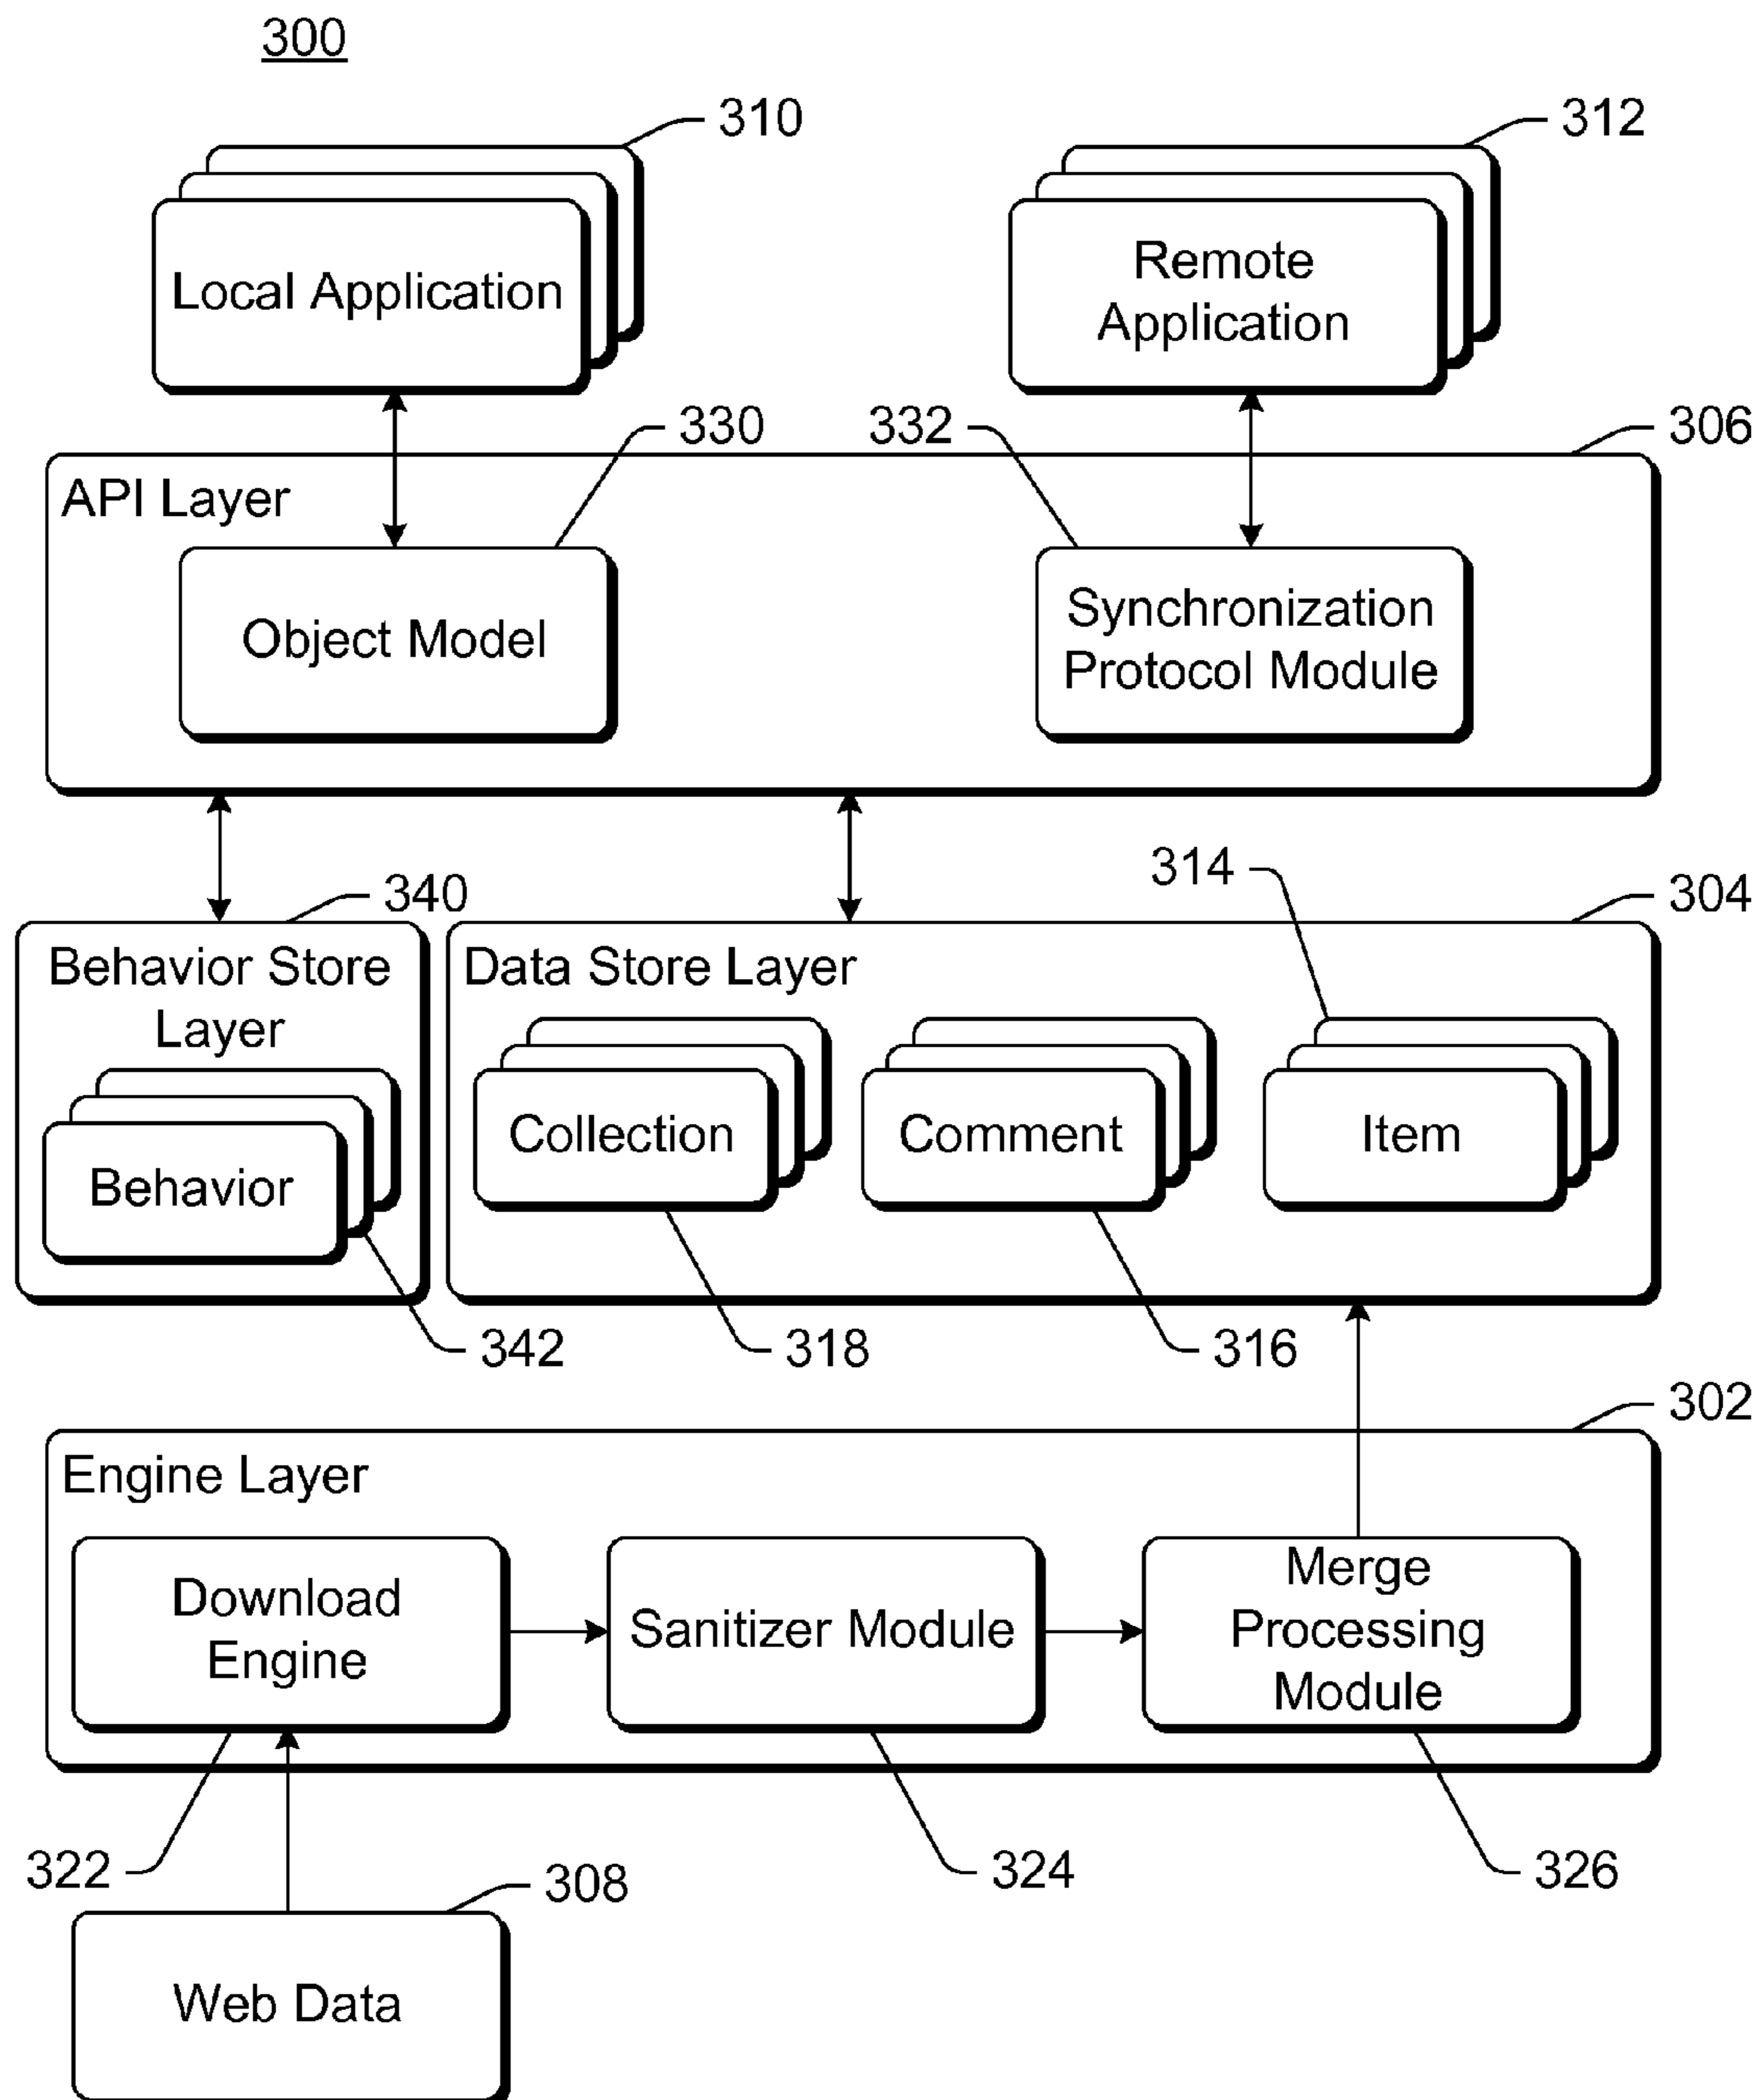 300
310
312
Local Application
Remote
Application
330
332
306
API Layer
Object Model
Synchronization
Protocol Module
314
340
304
Behavior Store
Layer
Data Store Layer
Collection
Comment
Item
Behavior
342
318
316
302
Engine Layer
Download
Engine
Sanitizer Module
Merge
Processing
Module
322
324
326
308
Web Data